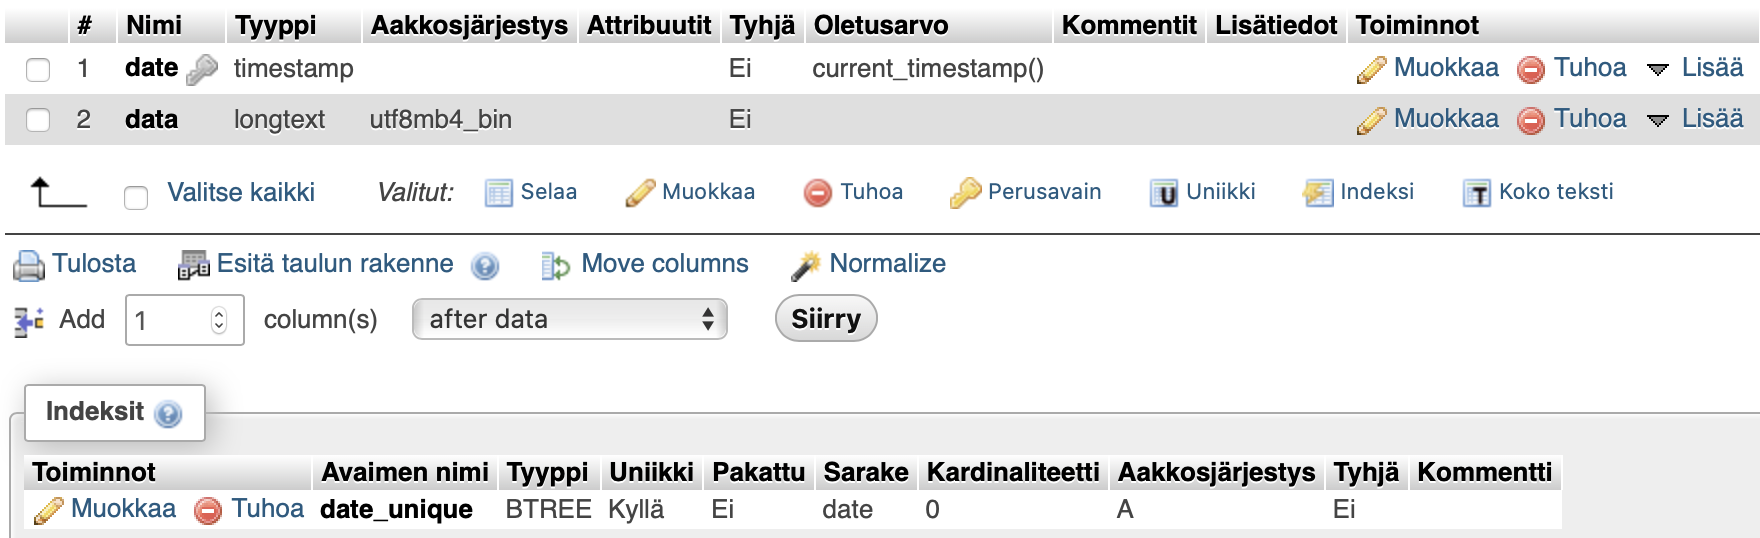 # Nimi Tyyppi Aakkosjärjestys Attribuutit Tyhjä Oletusarvo Kommentit Lisätiedot Toiminnot
1 date timestamp Ei current_timestamp() Muokkaa Tuhoa Lisää
2 data longtext utf8mb4_bin Ei Muokkaa Tuhoa Lisää
Valitse kaikki Valitut: Selaa Muokkaa Tuhoa Perusavain U Uniikki Indeksi T Koko teksti
Tulosta Esitä taulun rakenne ? Move columns Normalize
Add 1 column(s) after data Siirry
Indeksit ?
Toiminnot Avaimen nimi Tyyppi Uniikki Pakattu Sarake Kardinaliteetti Aakkosjärjestys Tyhjä Kommentti
Muokkaa Tuhoa date_unique BTREE Kyllä Ei date 0 A Ei